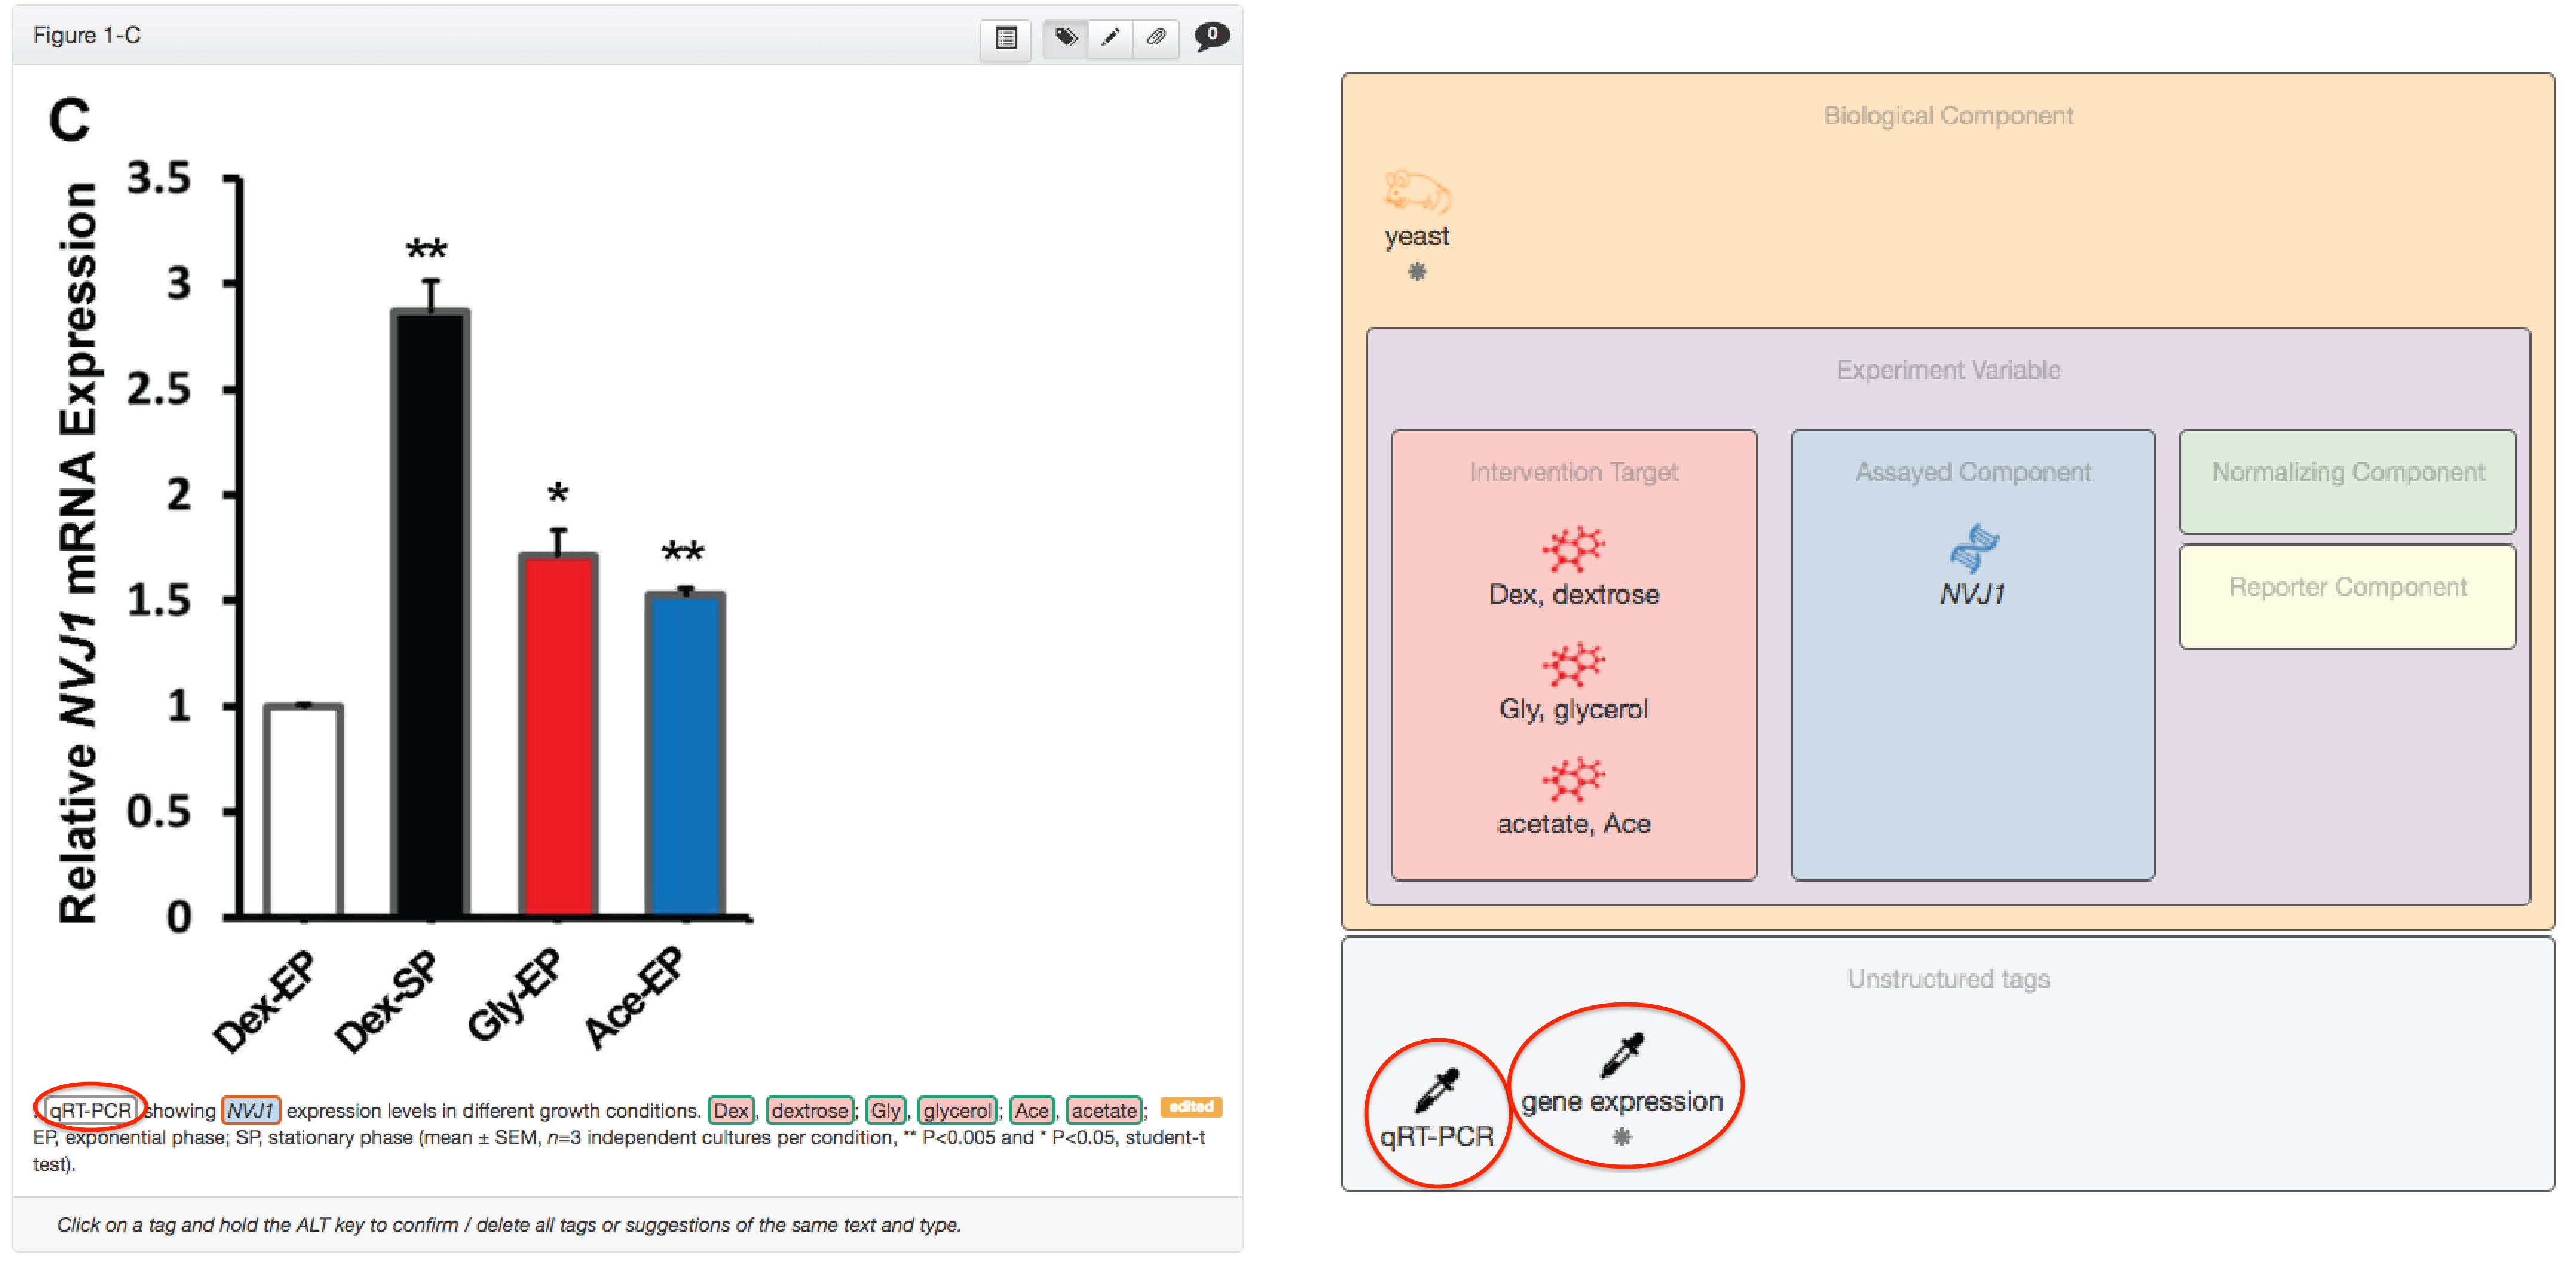 Figure 1-C
0
C
Relative NVJ1 mRNA Expression
3.5
3
2.5
2
1.5
1
0.5
0
**
*
**
Dex-EP
Dex-SP
Gly-EP
Ace-EP
. qRT-PCR showing NVJ1 expression levels in different growth conditions. Dex, dextrose; Gly, glycerol; Ace, acetate; edited
EP, exponential phase; SP, stationary phase (mean ± SEM, n=3 independent cultures per condition, ** P<0.005 and * P<0.05, student-t
test).
Click on a tag and hold the ALT key to confirm / delete all tags or suggestions of the same text and type.
Biological Component
yeast
*
Experiment Variable
Intervention Target
Dex, dextrose
Gly, glycerol
acetate, Ace
Assayed Component
NVJ1
Normalizing Component
Reporter Component
Unstructured tags
qRT-PCR
gene expression
*